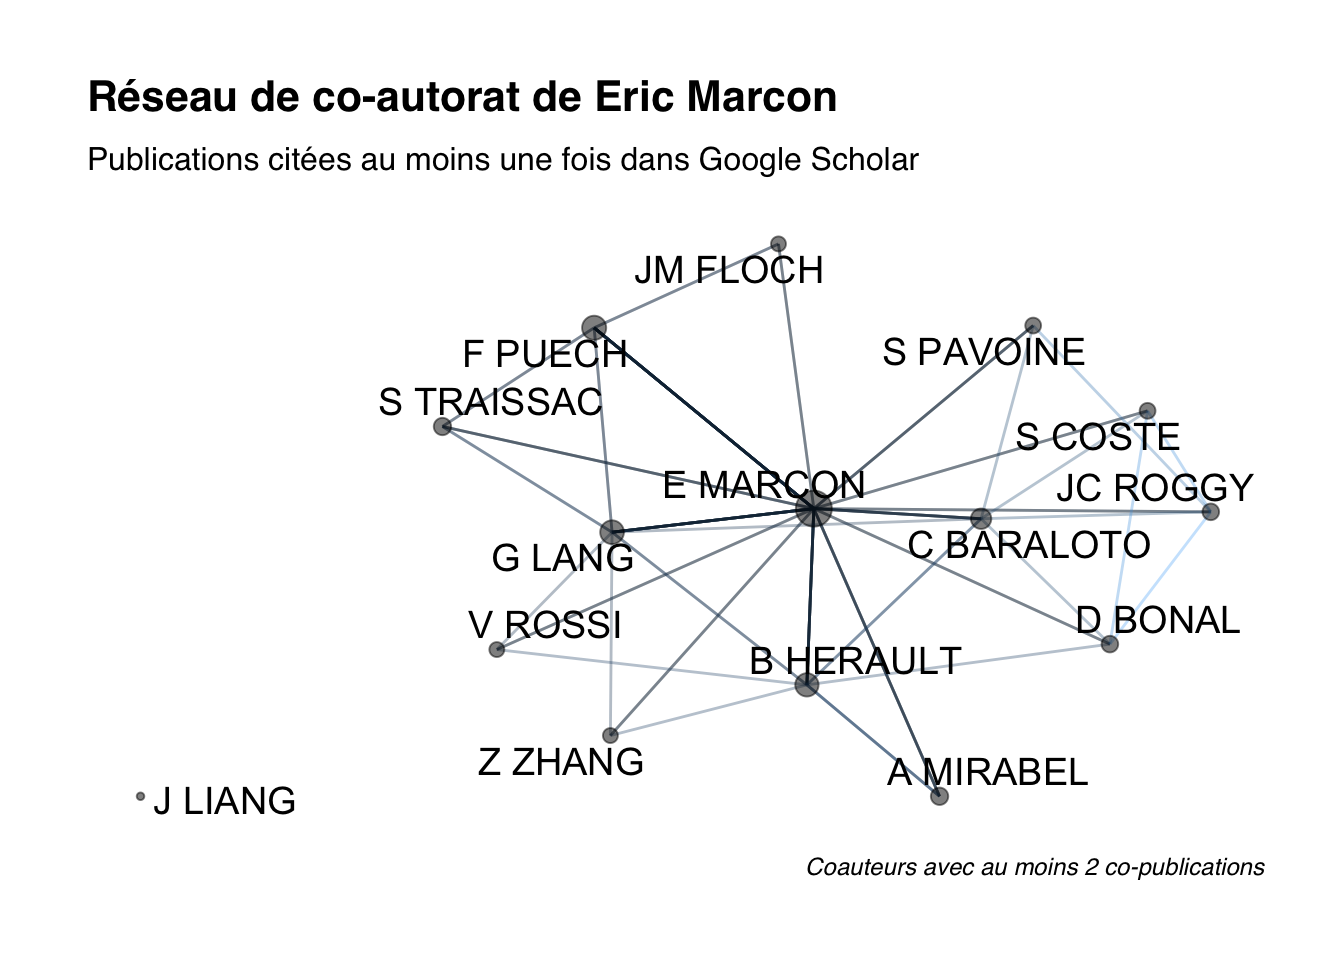 Réseau de co-autorat de Eric Marcon
Publications citées au moins une fois dans Google Scholar
JM FLOCH
F PUECH
S PAVOINE
S TRAISSAC
S COSTE
E MARCON
JC ROGGY
C BARALOTO
G LANG
V ROSSI
D BONAL
B HERAULT
Z ZHANG
A MIRABEL
J LIANG
Coauteurs avec au moins 2 co-publications